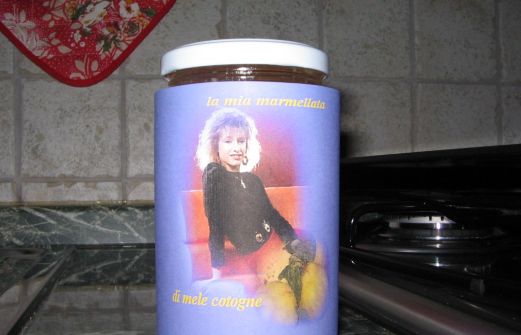 la mia marmellata
di mele cotogne